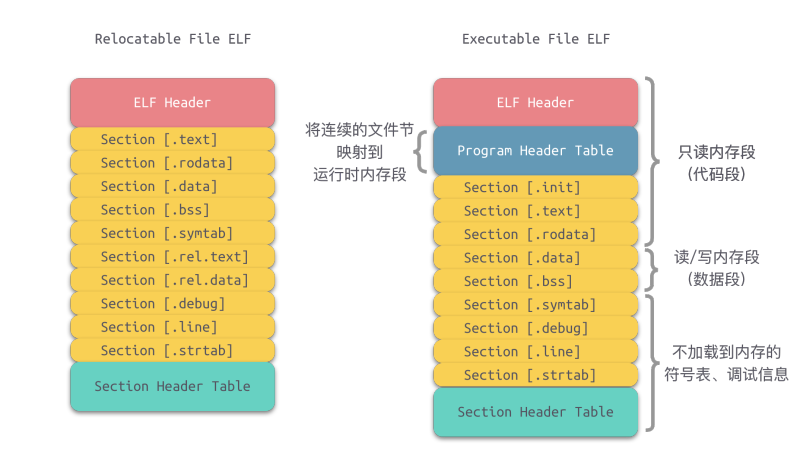 Relocatable File ELF
ELF Header
Section [.text]
Section [.rodata]
Section [.data]
Section [.bss]
Section [.symtab]
Section [.rel.text]
Section [.rel.data]
Section [.debug]
Section [.line]
Section [.strtab]
Section Header Table
将连续的文件节
映射到
运行时内存段
Executable File ELF
ELF Header
Program Header Table
Section [.init]
Section [.text]
Section [.rodata]
Section [.data]
Section [.bss]
Section [.symtab]
Section [.debug]
Section [.line]
Section [.strtab]
Section Header Table
只读内存段
(代码段)
读/写内存段
(数据段)
不加载到内存的
符号表、调试信息